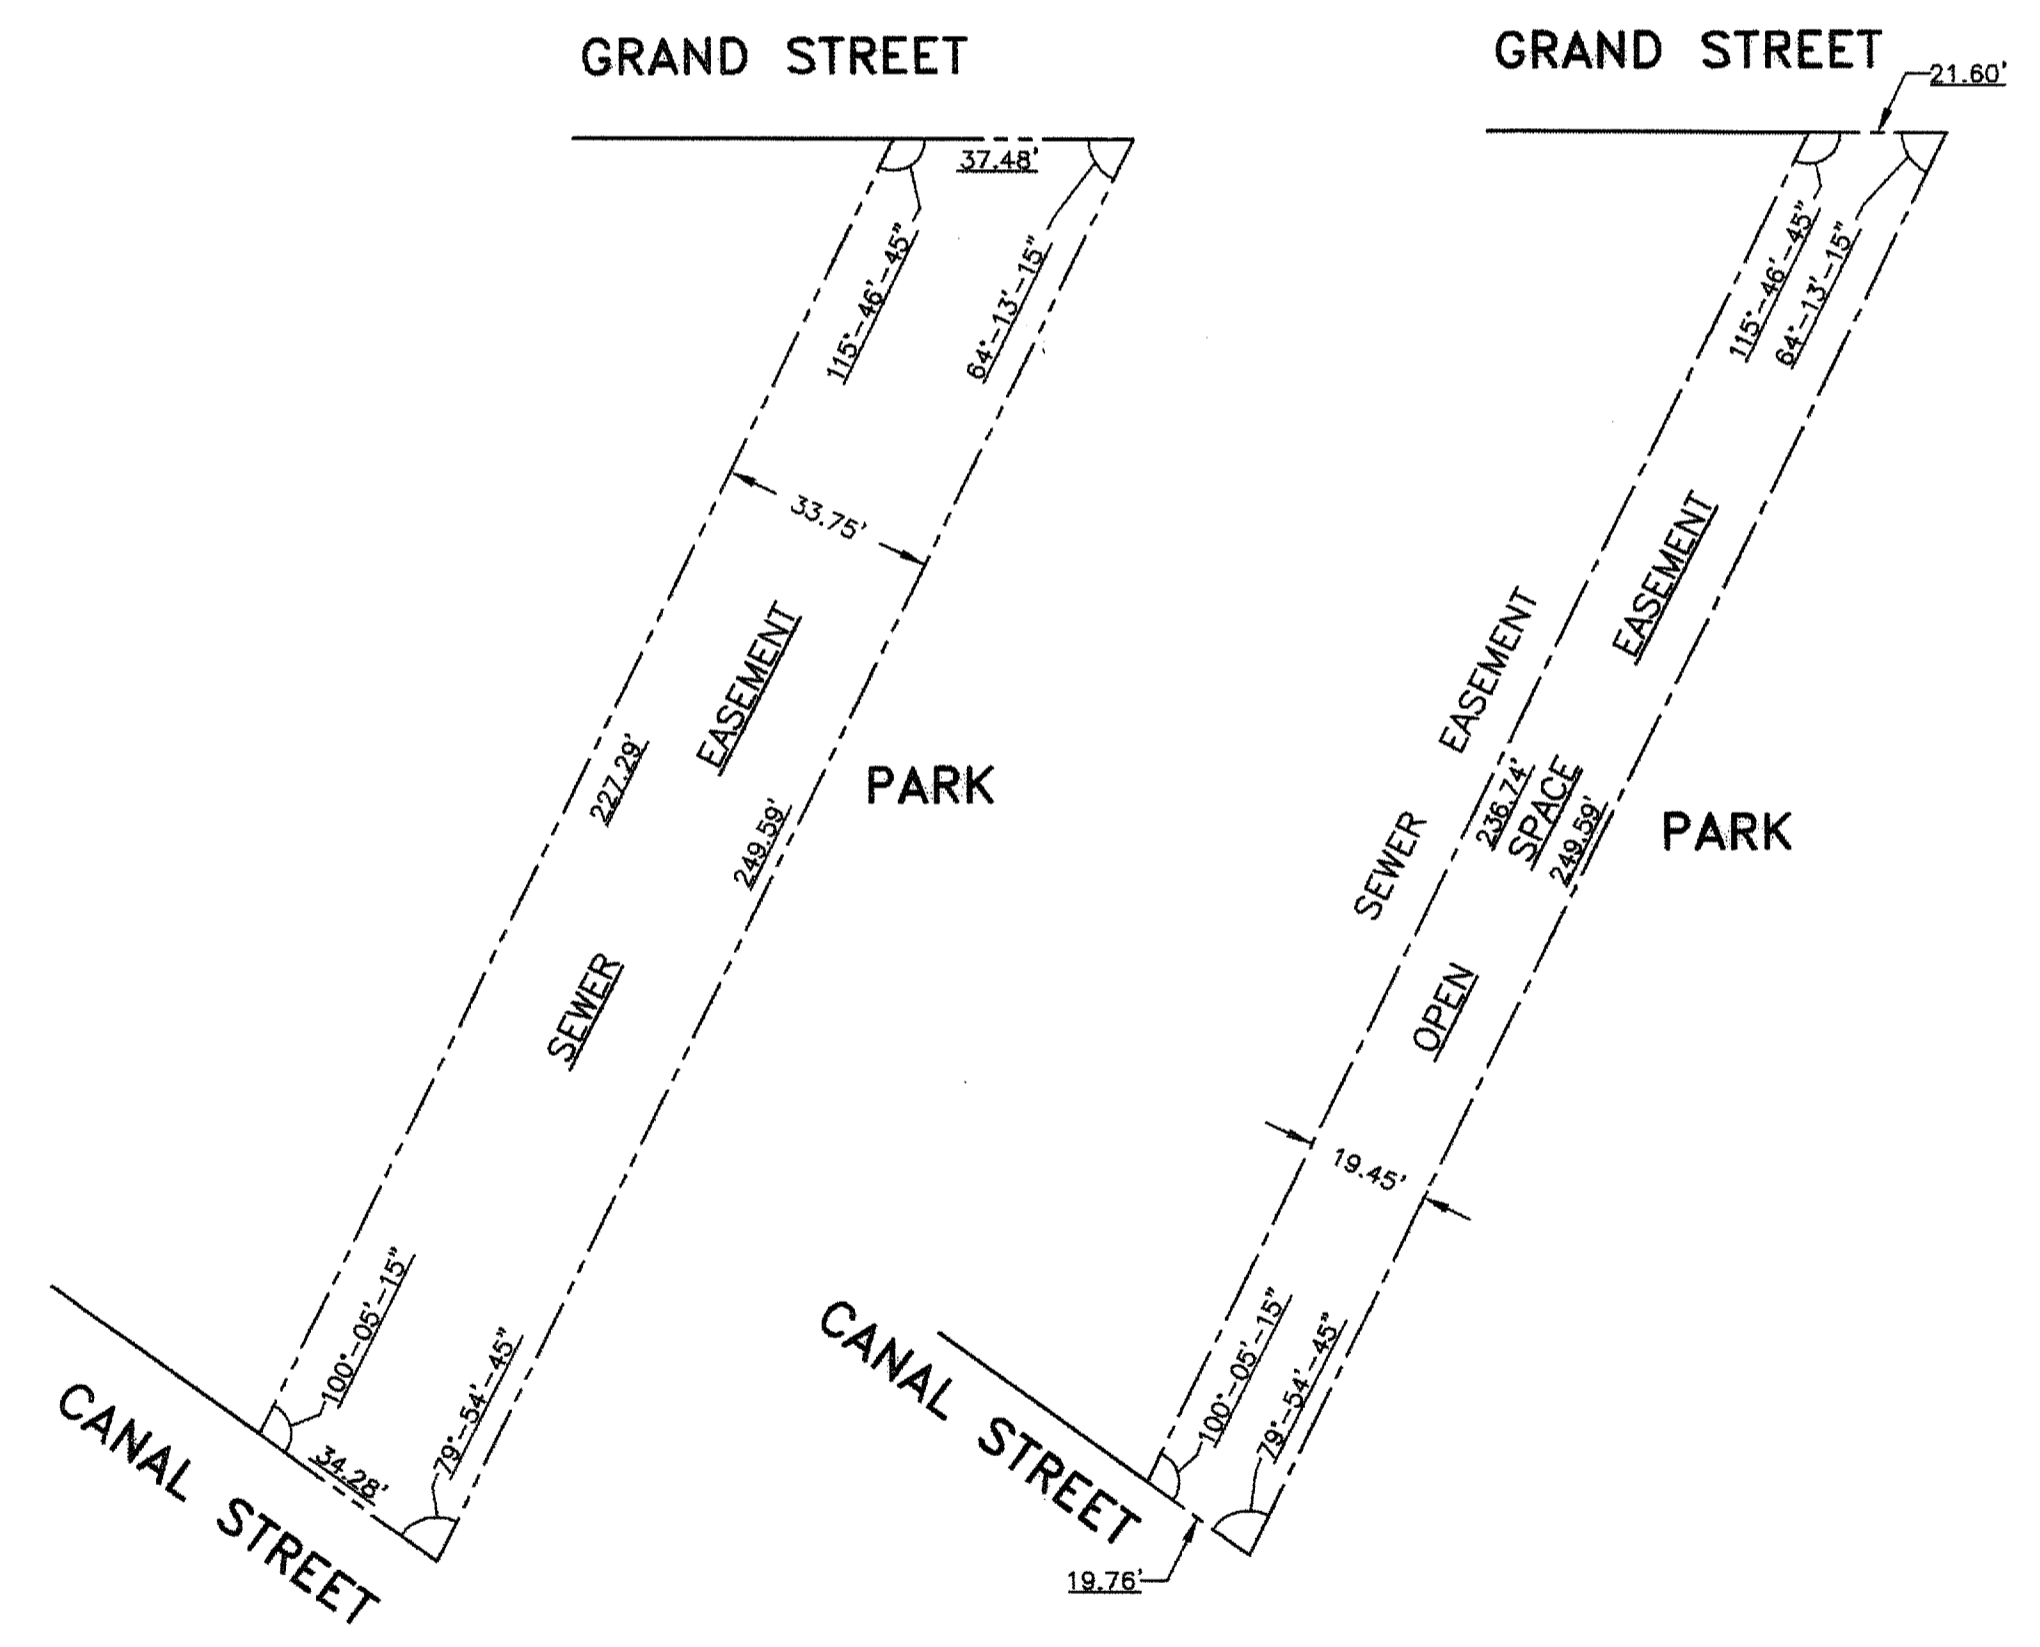 GRAND STREET
37.48'
115°-46'-45"
64°-13'-15"
33.75'
EASEMENT
227.29'
PARK
249.59'
SEWER
100°-05'-15"
79°-54'-45"
34.28'
CANAL STREET
GRAND STREET
21.60'
115°-46'-45"
64°-13'-15"
EASEMENT
EASEMENT
236.74'
SPACE
249.59'
PARK
SEWER
OPEN
19.45'
100°-05'-15"
79°-54'-45"
CANAL STREET
19.76'